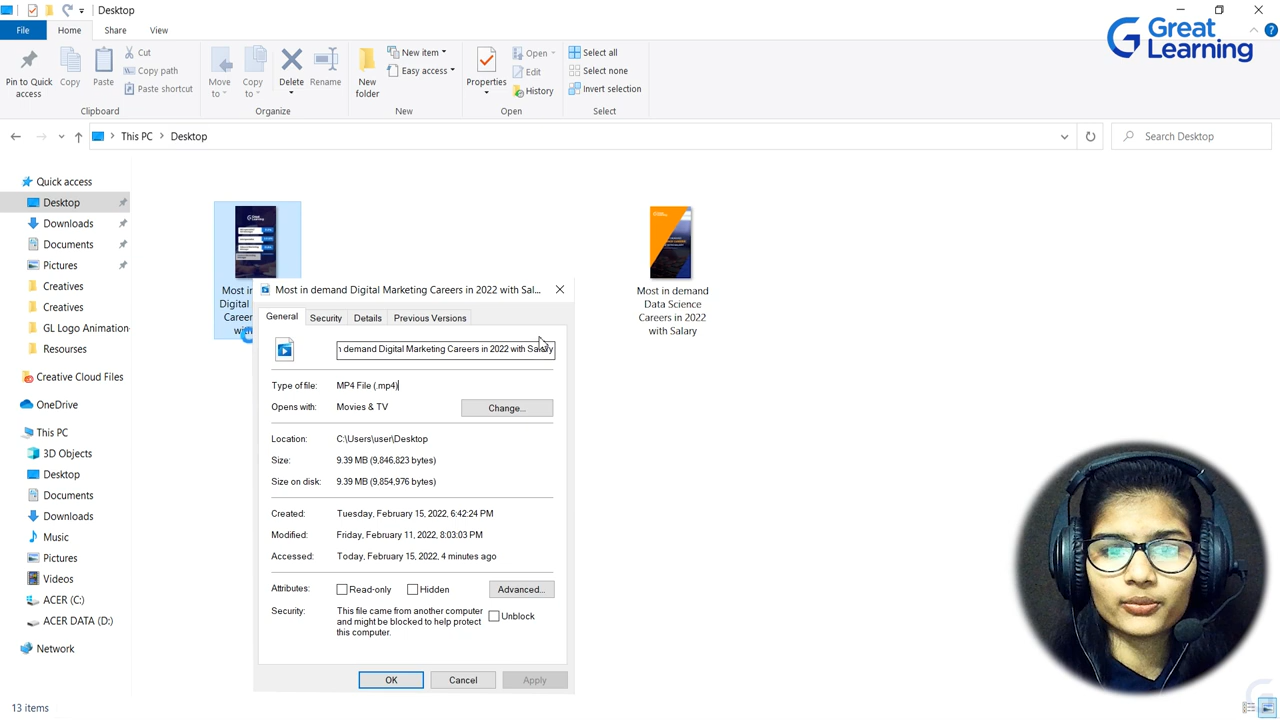 Desktop
File
Home
Share
View
Great
Learning
Pin to Quick
access
Copy
Paste
Cut
Copy path
Paste shortcut
Clipboard
Move
to
Copy
to
Delete
Rename
Organize
New
folder
New item
Easy access
New
Properties
Open
Edit
History
Open
Select all
Select none
Invert selection
Select
This PC > Desktop
Search Desktop
Quick access
Desktop
Downloads
Documents
Pictures
Creatives
Creatives
GL Logo Animation
Resources
Creative Cloud Files
OneDrive
This PC
3D Objects
Desktop
Documents
Downloads
Music
Pictures
Videos
ACER (C:)
ACER DATA (D:)
Network
13 items
Most in
Digital
Caree
with
Most in demand
Data Science
Careers in 2022
with Salary
Most in demand Digital Marketing Careers in 2022 with Sal...
General
Security
Details
Previous Versions
demand Digital Marketing Careers in 2022 with Salary
Type of file: MP4 File (.mp4)
Opens with: Movies & TV
Change...
Location: C:\Users\user\Desktop
Size: 9.39 MB (9,846,823 bytes)
Size on disk: 9.39 MB (9,854,976 bytes)
Created: Tuesday, February 15, 2022, 6:42:24 PM
Modified: Friday, February 11, 2022, 8:03:03 PM
Accessed: Today, February 15, 2022, 4 minutes ago
Attributes: Read-only Hidden Advanced...
Security: This file came from another computer
and might be blocked to help protect
this computer.
Unblock
OK
Cancel
Apply